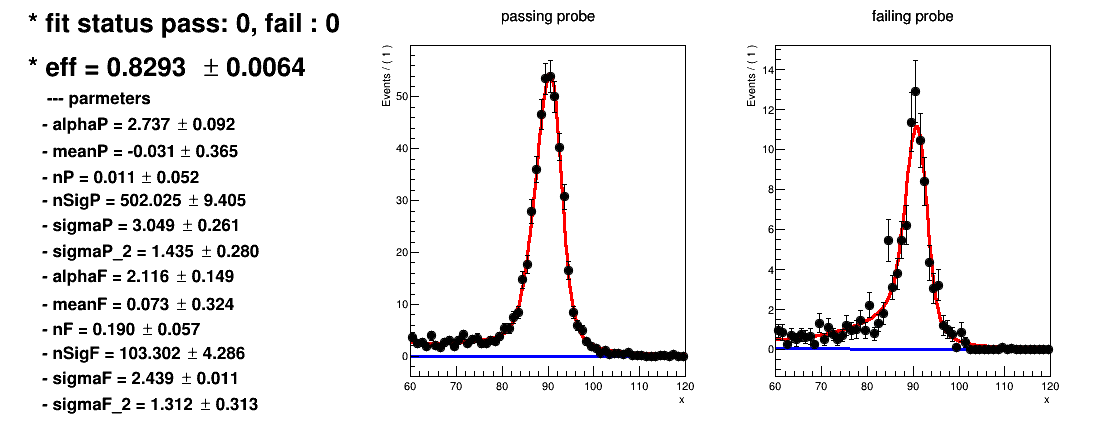 * fit status pass: 0, fail : 0
* eff = 0.8293 ± 0.0064
--- parmeters
- alphaP = 2.737 ± 0.092
- meanP = -0.031 ± 0.365
- nP = 0.011 ± 0.052
- nSigP = 502.025 ± 9.405
- sigmaP = 3.049 ± 0.261
- sigmaP_2 = 1.435 ± 0.280
- alphaF = 2.116 ± 0.149
- meanF = 0.073 ± 0.324
- nF = 0.190 ± 0.057
- nSigF = 103.302 ± 4.286
- sigmaF = 2.439 ± 0.011
- sigmaF_2 = 1.312 ± 0.313
passing probe
Events / ( 1 )
50
40
30
20
10
0
60 70 80 90 100 110 120
x
failing probe
Events / ( 1 )
14
12
10
8
6
4
2
0
60 70 80 90 100 110 120
x